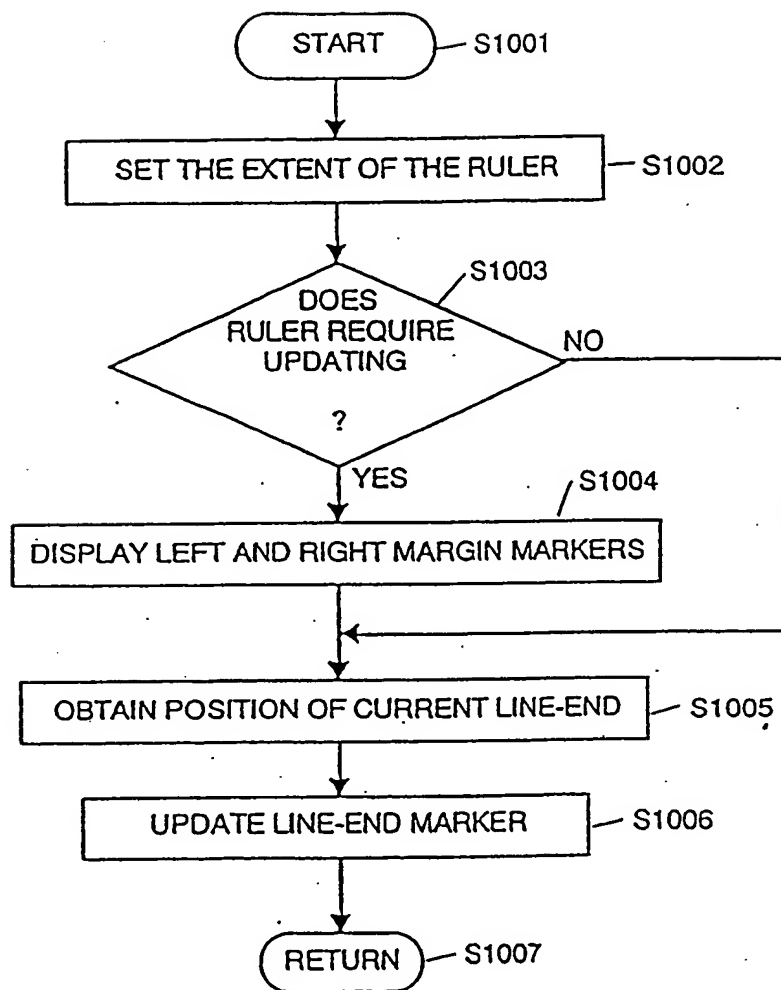 START
S1001
SET THE EXTENT OF THE RULER
S1002
S1003
DOES
RULER REQUIRE
UPDATING
?
NO
YES
S1004
DISPLAY LEFT AND RIGHT MARGIN MARKERS
OBTAIN POSITION OF CURRENT LINE-END
S1005
UPDATE LINE-END MARKER
S1006
RETURN
S1007